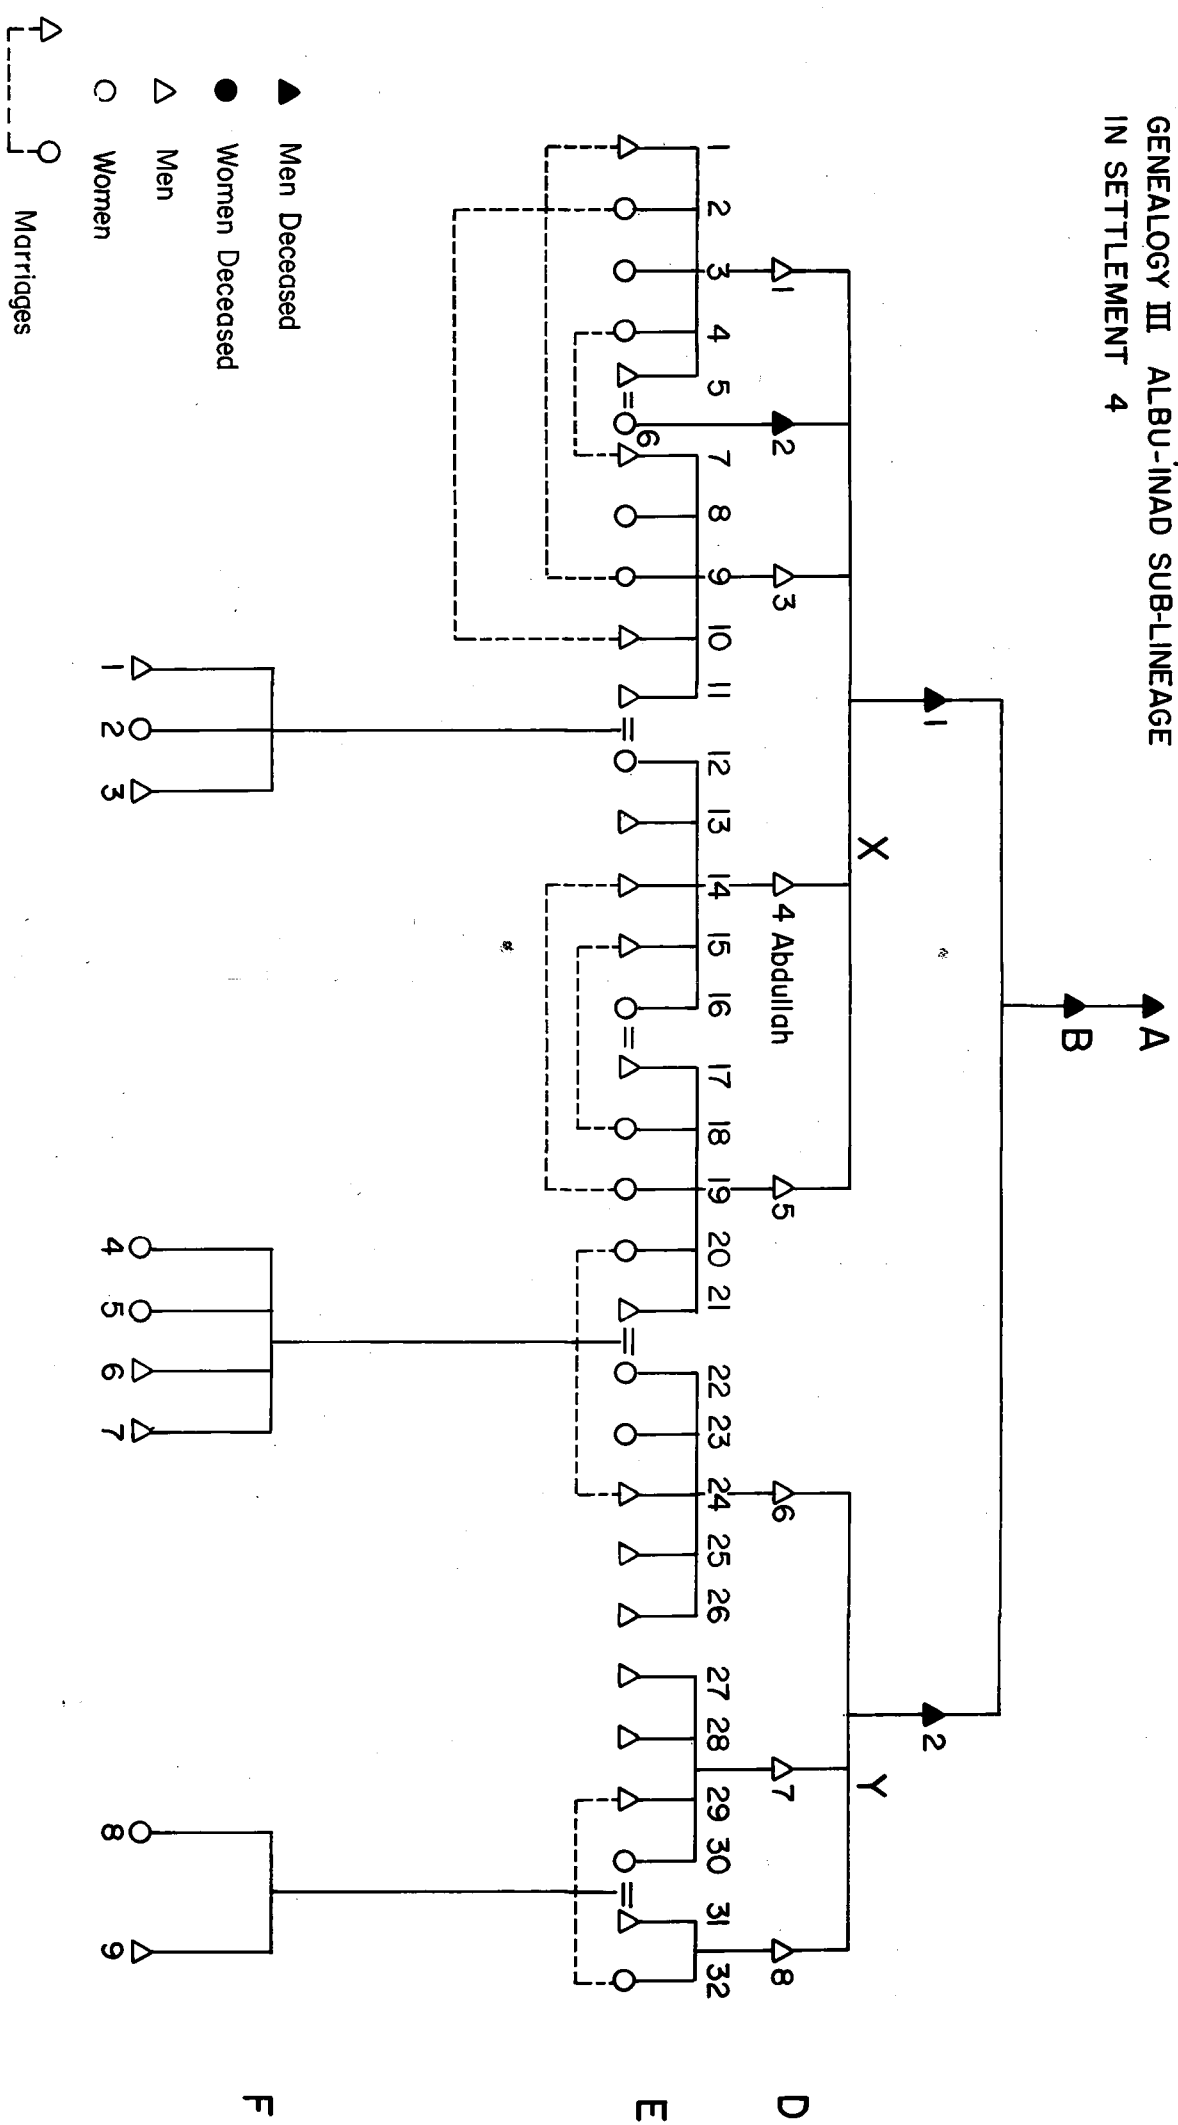 GENEALOGY III ALBU-İNAD SUB-LINEAGE
IN SETTLEMENT 4
A
B
1 2
X Y
1 2 3 4 Abdullah 5 6 7 8 D
1 2 3 4 5 6 7 8 9 10 11 12 13 14 15 16 17 18 19 20 21 22 23 24 25 26 27 28 29 30 31 32 E
1 2 3 4 5 6 7 8 9 F
Men Deceased
Women Deceased
Men
Women
Marriages